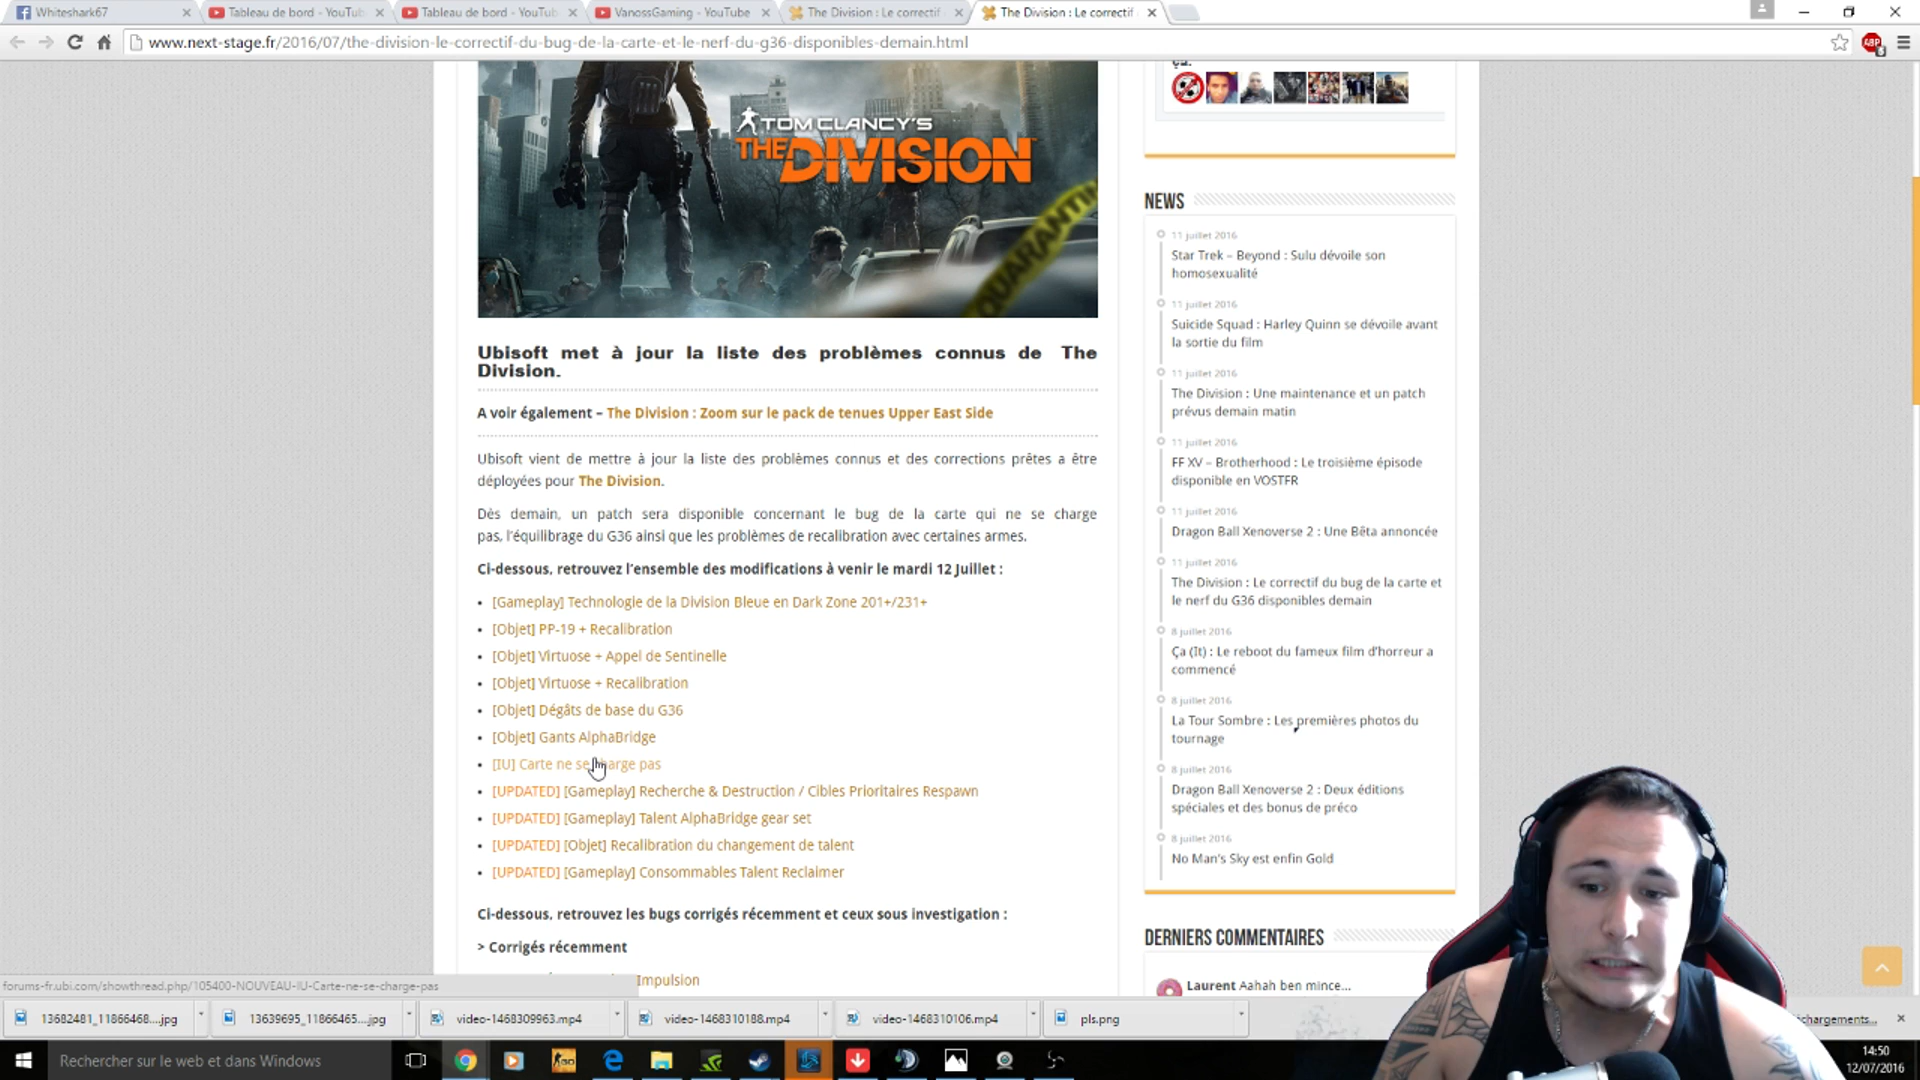 Whiteshark67
Tableau de bord - YouTub
Tableau de bord - YouTub
VanossGaming - YouTube
The Division : Le correctif
The Division : Le correctif
www.next-stage.fr/2016/07/the-division-le-correctif-du-bug-de-la-carte-et-le-nerf-du-g36-disponibles-demain.html
ABP
TOM CLANCY'S
THE DIVISION
QUARANTI
Ubisoft met à jour la liste des problèmes connus de The
Division.
A voir également – The Division : Zoom sur le pack de tenues Upper East Side
Ubisoft vient de mettre à jour la liste des problèmes connus et des corrections prêtes a être
déployées pour The Division.
Dès demain, un patch sera disponible concernant le bug de la carte qui ne se charge
pas, l'équilibrage du G36 ainsi que les problèmes de recalibration avec certaines armes.
Ci-dessous, retrouvez l'ensemble des modifications à venir le mardi 12 Juillet :
• [Gameplay] Technologie de la Division Bleue en Dark Zone 201+/231+
• [Objet] PP-19 + Recalibration
• [Objet] Virtuose + Appel de Sentinelle
• [Objet] Virtuose + Recalibration
• [Objet] Dégâts de base du G36
• [Objet] Gants AlphaBridge
• [IU] Carte ne se charge pas
• [UPDATED] [Gameplay] Recherche & Destruction / Cibles Prioritaires Respawn
• [UPDATED] [Gameplay] Talent AlphaBridge gear set
• [UPDATED] [Objet] Recalibration du changement de talent
• [UPDATED] [Gameplay] Consommables Talent Reclaimer
Ci-dessous, retrouvez les bugs corrigés récemment et ceux sous investigation :
> Corrigés récemment
Impulsion
forums-fr.ubi.com/showthread.php/105400-NOUVEAU-IU-Carte-ne-se-charge-pas
ça.
NEWS
11 juillet 2016
Star Trek – Beyond : Sulu dévoile son
homosexualité
11 juillet 2016
Suicide Squad : Harley Quinn se dévoile avant
la sortie du film
11 juillet 2016
The Division : Une maintenance et un patch
prévus demain matin
11 juillet 2016
FF XV – Brotherhood : Le troisième épisode
disponible en VOSTFR
11 juillet 2016
Dragon Ball Xenoverse 2 : Une Bêta annoncée
11 juillet 2016
The Division : Le correctif du bug de la carte et
le nerf du G36 disponibles demain
8 juillet 2016
Ça (It) : Le reboot du fameux film d'horreur a
commencé
8 juillet 2016
La Tour Sombre : Les premières photos du
tournage
8 juillet 2016
Dragon Ball Xenoverse 2 : Deux éditions
spéciales et des bonus de préco
8 juillet 2016
No Man's Sky est enfin Gold
DERNIERS COMMENTAIRES
Laurent Aahah ben mince...
13682481_11866468....jpg
13639695_11866465....jpg
video-1468309963.mp4
video-1468310188.mp4
video-1468310106.mp4
pls.png
chargements...
Rechercher sur le web et dans Windows
GO
14:50
12/07/2016